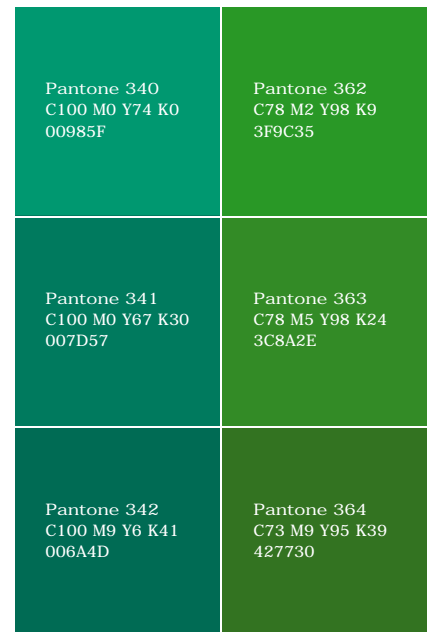 Pantone 340
C100 M0 Y74 K0
00985F
Pantone 362
C78 M2 Y98 K9
3F9C35
Pantone 341
C100 M0 Y67 K30
007D57
Pantone 363
C78 M5 Y98 K24
3C8A2E
Pantone 342
C100 M9 Y6 K41
006A4D
Pantone 364
C73 M9 Y95 K39
427730